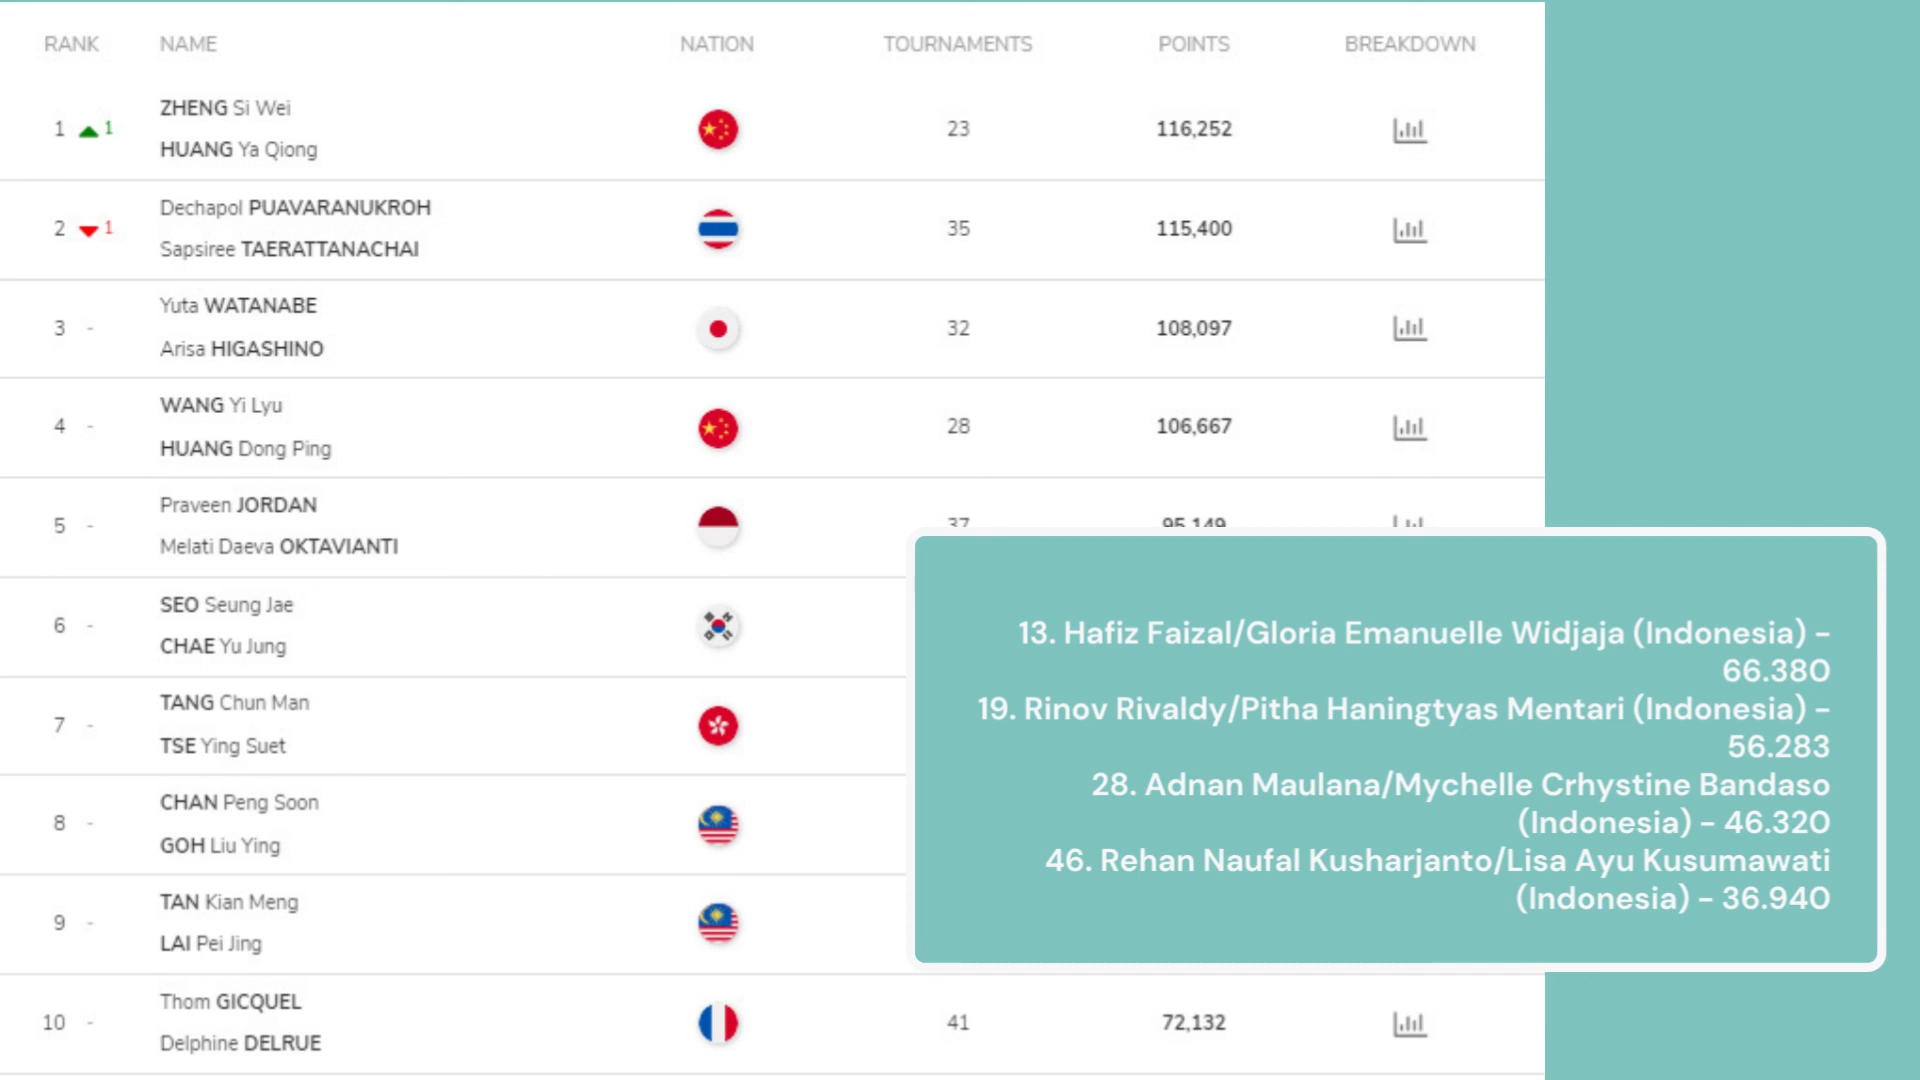 RANK NAME NATION TOURNAMENTS POINTS BREAKDOWN
1 1 ZHENG Si Wei
HUANG Ya Qiong 23 116,252
2 1 Dechapol PUAVARANUKROH
Sapsiree TAERATTANACHAI 35 115,400
3 - Yuta WATANABE
Arisa HIGASHINO 32 108,097
4 - WANG Yi Lyu
HUANG Dong Ping 28 106,667
5 - Praveen JORDAN
Melati Daeva OKTAVIANTI 37 95,149
6 - SEO Seung Jae
CHAE Yu Jung
7 - TANG Chun Man
TSE Ying Suet
8 - CHAN Peng Soon
GOH Liu Ying
9 - TAN Kian Meng
LAI Pei Jing
10 - Thom GICQUEL
Delphine DELRUE 41 72,132
13. Hafiz Faizal/Gloria Emanuelle Widjaja (Indonesia) –
66.380
19. Rinov Rivaldy/Pitha Haningtyas Mentari (Indonesia) –
56.283
28. Adnan Maulana/Mychelle Crhystine Bandaso
(Indonesia) – 46.320
46. Rehan Naufal Kusharjanto/Lisa Ayu Kusumawati
(Indonesia) – 36.940